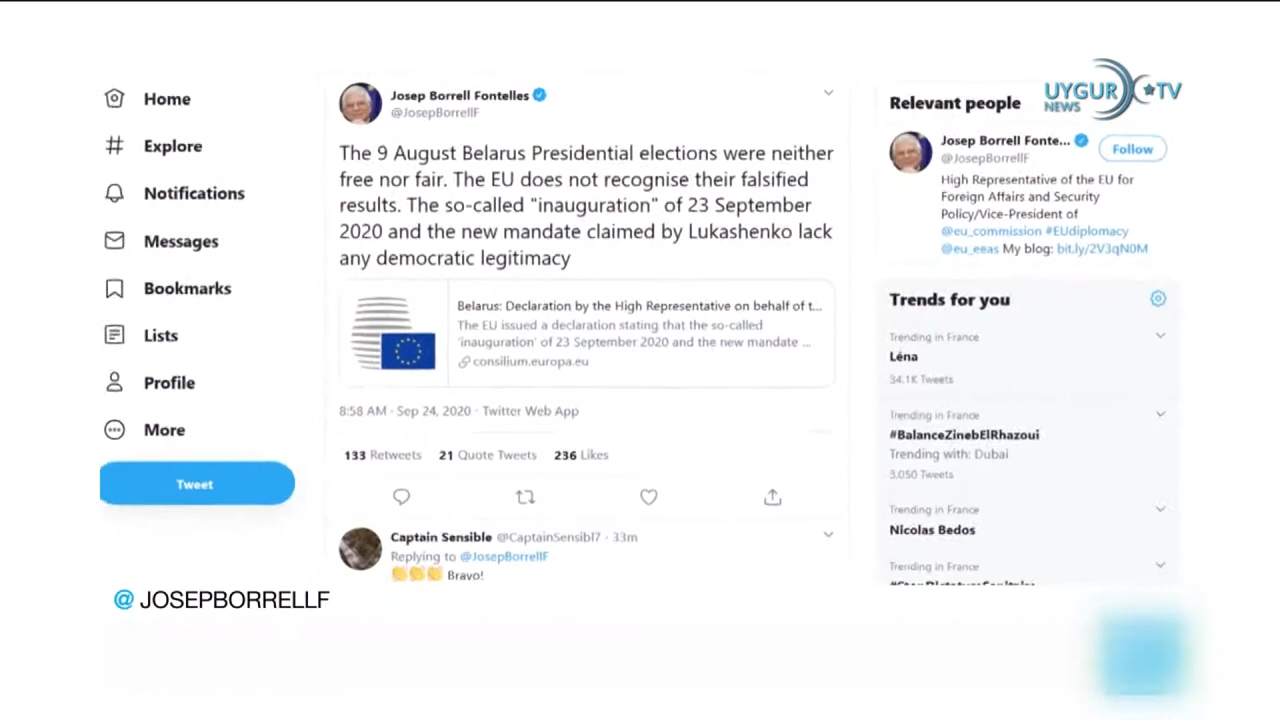 Home
Explore
Notifications
Messages
Bookmarks
Lists
Profile
More
Tweet
Josep Borrell Fontelles
@JosepBorrellF
The 9 August Belarus Presidential elections were neither
free nor fair. The EU does not recognise their falsified
results. The so-called "inauguration" of 23 September
2020 and the new mandate claimed by Lukashenko lack
any democratic legitimacy
Belarus: Declaration by the High Representative on behalf of t...
The EU issued a declaration stating that the so-called
'inauguration' of 23 September 2020 and the new mandate ...
consilium.europa.eu
8:58 AM · Sep 24, 2020 · Twitter Web App
133 Retweets 21 Quote Tweets 236 Likes
Captain Sensible @CaptainSensibl7 · 33m
Replying to @JosepBorrellF
👏👏👏 Bravo!
@ JOSEPBORRELLF
UYGUR TV
NEWS
Relevant people
Josep Borrell Fonte...
@JosepBorrellF
Follow
High Representative of the EU for
Foreign Affairs and Security
Policy/Vice-President of
@eu_commission #EUdiplomacy
@eu_eeas My blog: bit.ly/2V3qN0M
Trends for you
Trending in France
Léna
34.1K Tweets
Trending in France
#BalanceZinebElRhazoui
Trending with: Dubai
3,050 Tweets
Trending in France
Nicolas Bedos
Trending in France